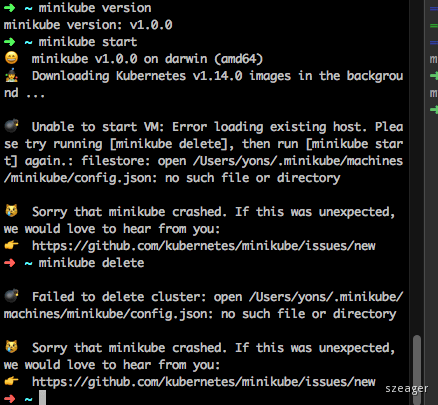 ➜ ~ minikube version
minikube version: v1.0.0
➜ ~ minikube start
😄 minikube v1.0.0 on darwin (amd64)
🤹 Downloading Kubernetes v1.14.0 images in the backgrou
nd ...
💣 Unable to start VM: Error loading existing host. Plea
se try running [minikube delete], then run [minikube star
t] again.: filestore: open /Users/yons/.minikube/machines
/minikube/config.json: no such file or directory
😿 Sorry that minikube crashed. If this was unexpected,
we would love to hear from you:
👉 https://github.com/kubernetes/minikube/issues/new
➜ ~ minikube delete
💣 Failed to delete cluster: open /Users/yons/.minikube/
machines/minikube/config.json: no such file or directory
😿 Sorry that minikube crashed. If this was unexpected,
we would love to hear from you:
👉 https://github.com/kubernetes/minikube/issues/new
➜ ~
szeager